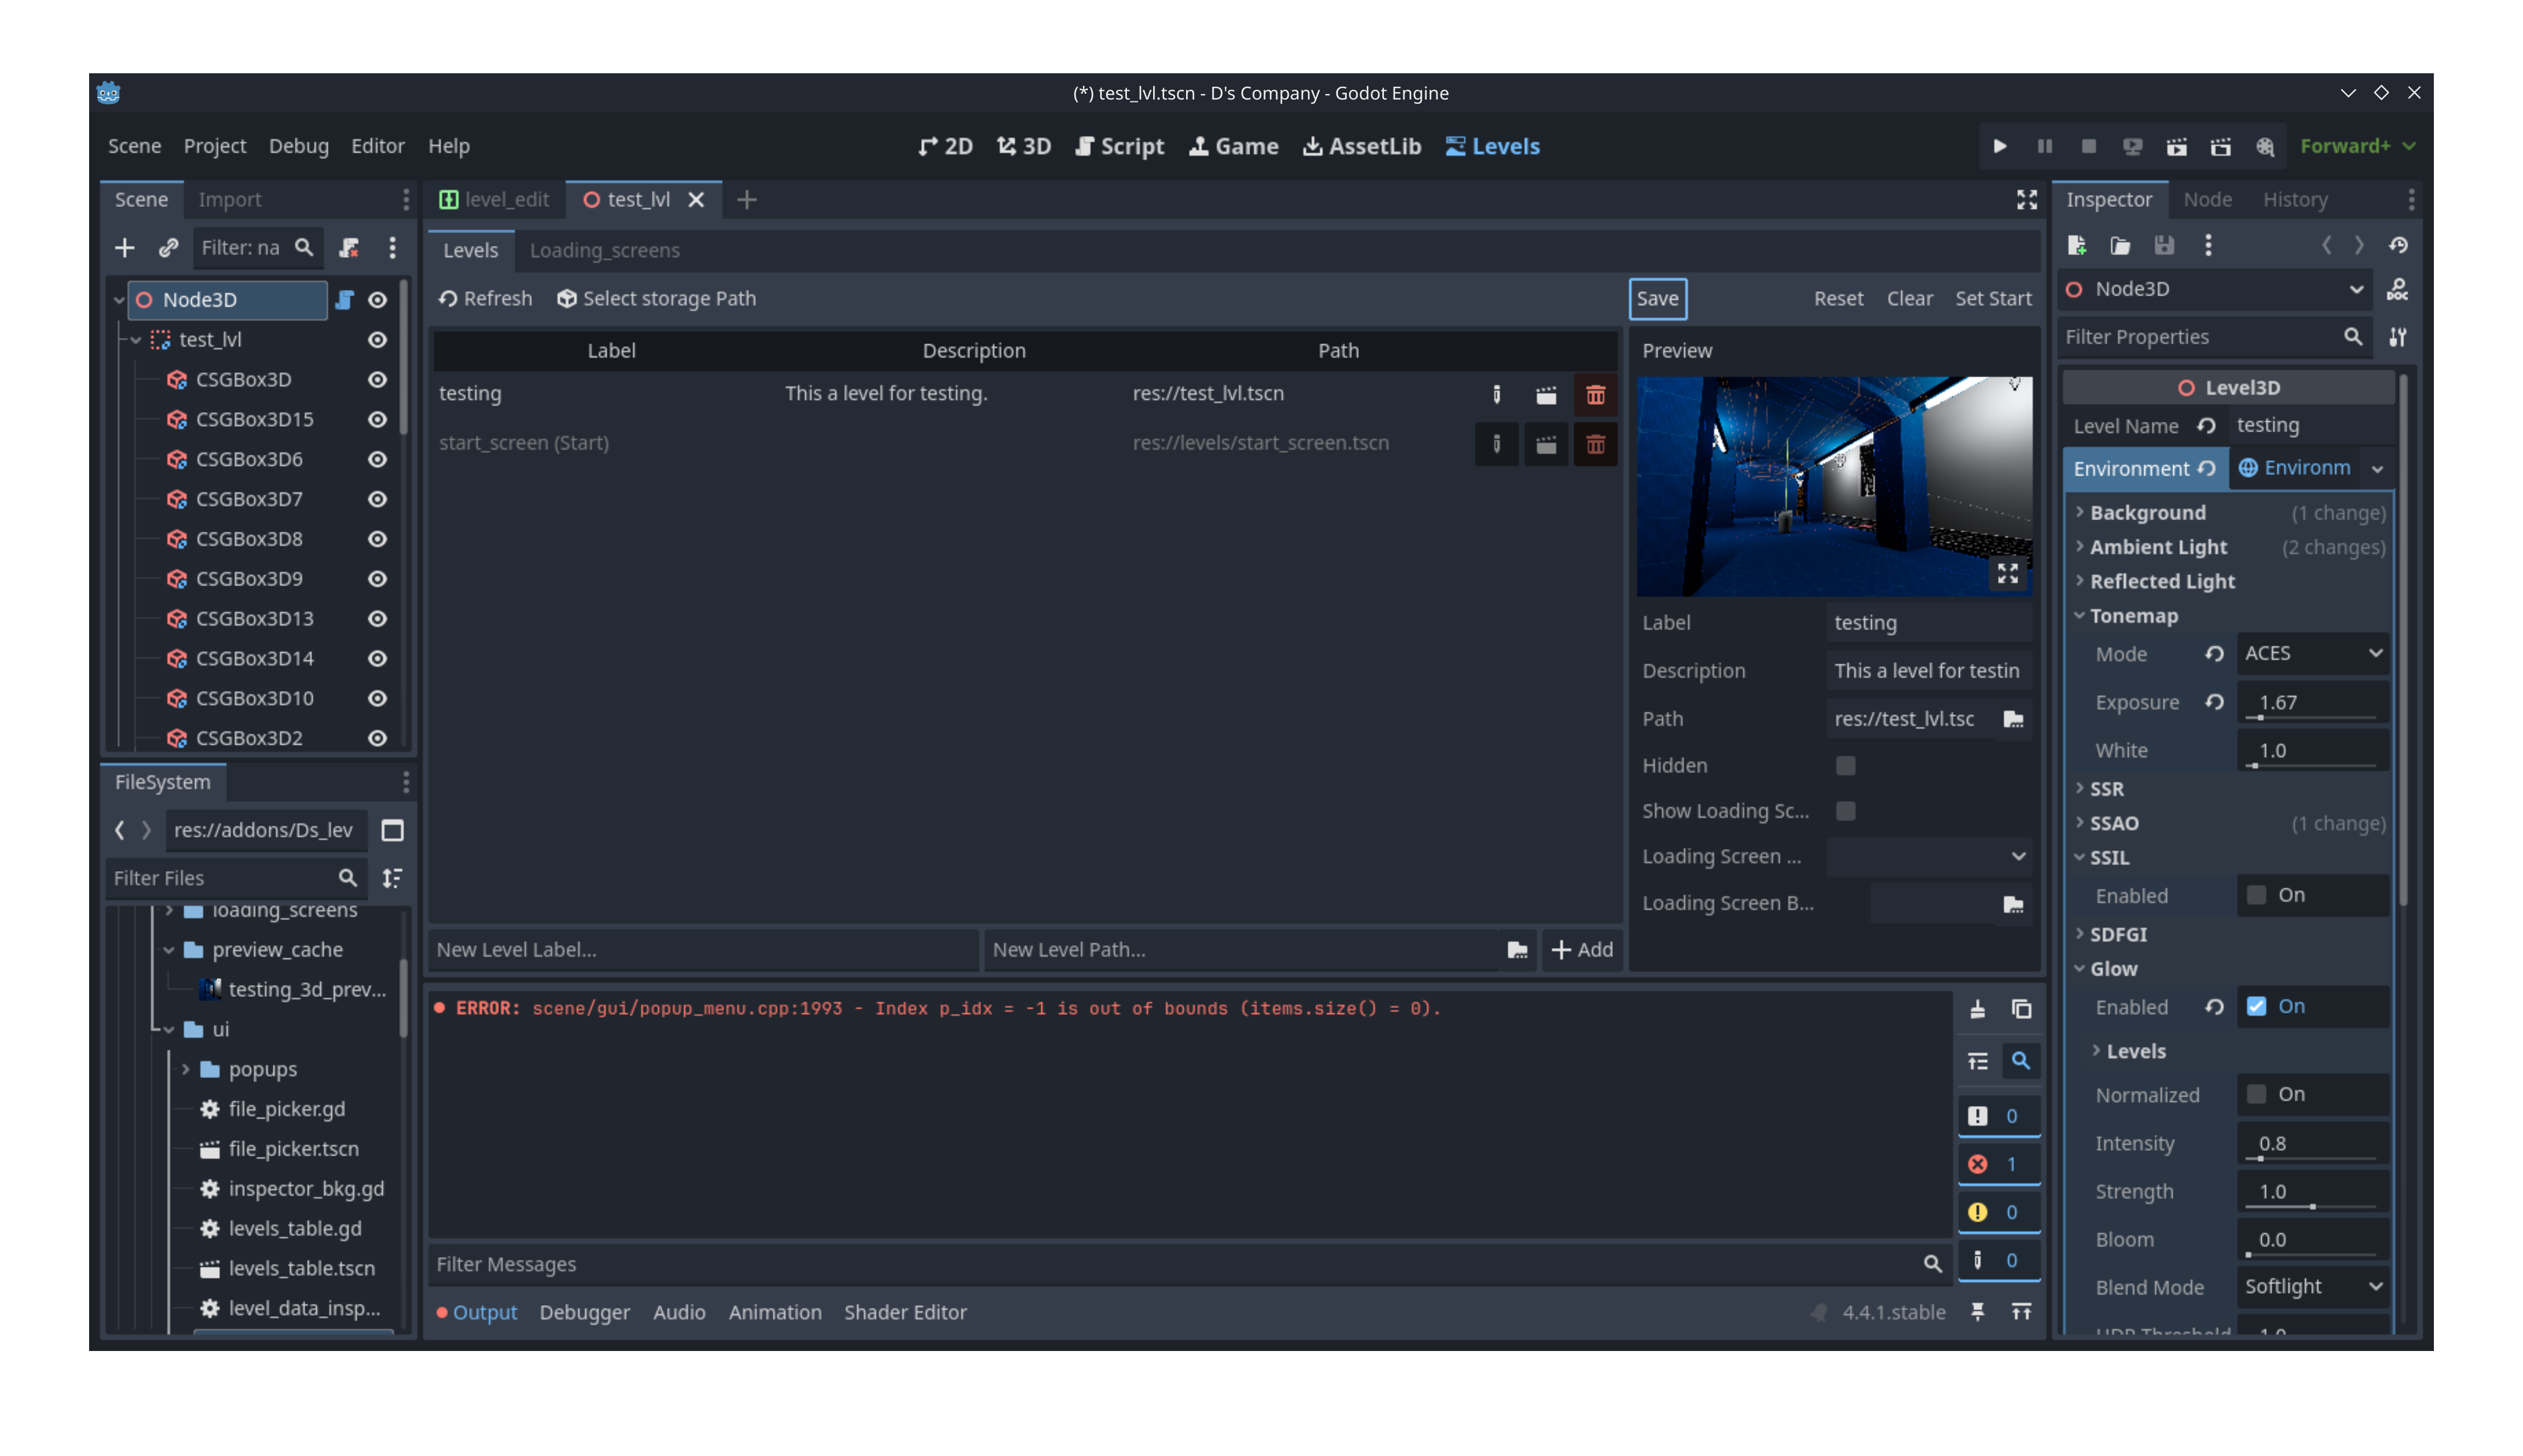 (*) test_lvl.tscn - D's Company - Godot Engine
Scene Project Debug Editor Help
2D 3D Script Game AssetLib Levels
Forward+
Scene Import
Filter: na
Node3D
test_lvl
CSGBox3D
CSGBox3D15
CSGBox3D6
CSGBox3D7
CSGBox3D8
CSGBox3D9
CSGBox3D13
CSGBox3D14
CSGBox3D10
CSGBox3D2
FileSystem
res://addons/Ds_lev
Filter Files
loading_screens
preview_cache
testing_3d_prev...
ui
popups
file_picker.gd
file_picker.tscn
inspector_bkg.gd
levels_table.gd
levels_table.tscn
level_data_insp...
level_edit test_lvl
Levels Loading_screens
Refresh Select storage Path
Save Reset Clear Set Start
Label Description Path
testing This a level for testing. res://test_lvl.tscn
start_screen (Start) res://levels/start_screen.tscn
New Level Label... New Level Path... Add
Preview
Label testing
Description This a level for testin
Path res://test_lvl.tsc
Hidden
Show Loading Sc...
Loading Screen ...
Loading Screen B...
ERROR: scene/gui/popup_menu.cpp:1993 - Index p_idx = -1 is out of bounds (items.size() = 0).
0
1
0
0
Filter Messages
Output Debugger Audio Animation Shader Editor
4.4.1.stable
Inspector Node History
Node3D
DOC
Filter Properties
Level3D
Level Name testing
Environment Environm
Background (1 change)
Ambient Light (2 changes)
Reflected Light
Tonemap
Mode ACES
Exposure 1.67
White 1.0
SSR
SSAO (1 change)
SSIL
Enabled On
SDFGI
Glow
Enabled On
Levels
Normalized On
Intensity 0.8
Strength 1.0
Bloom 0.0
Blend Mode Softlight
HDR Threshold 1.0